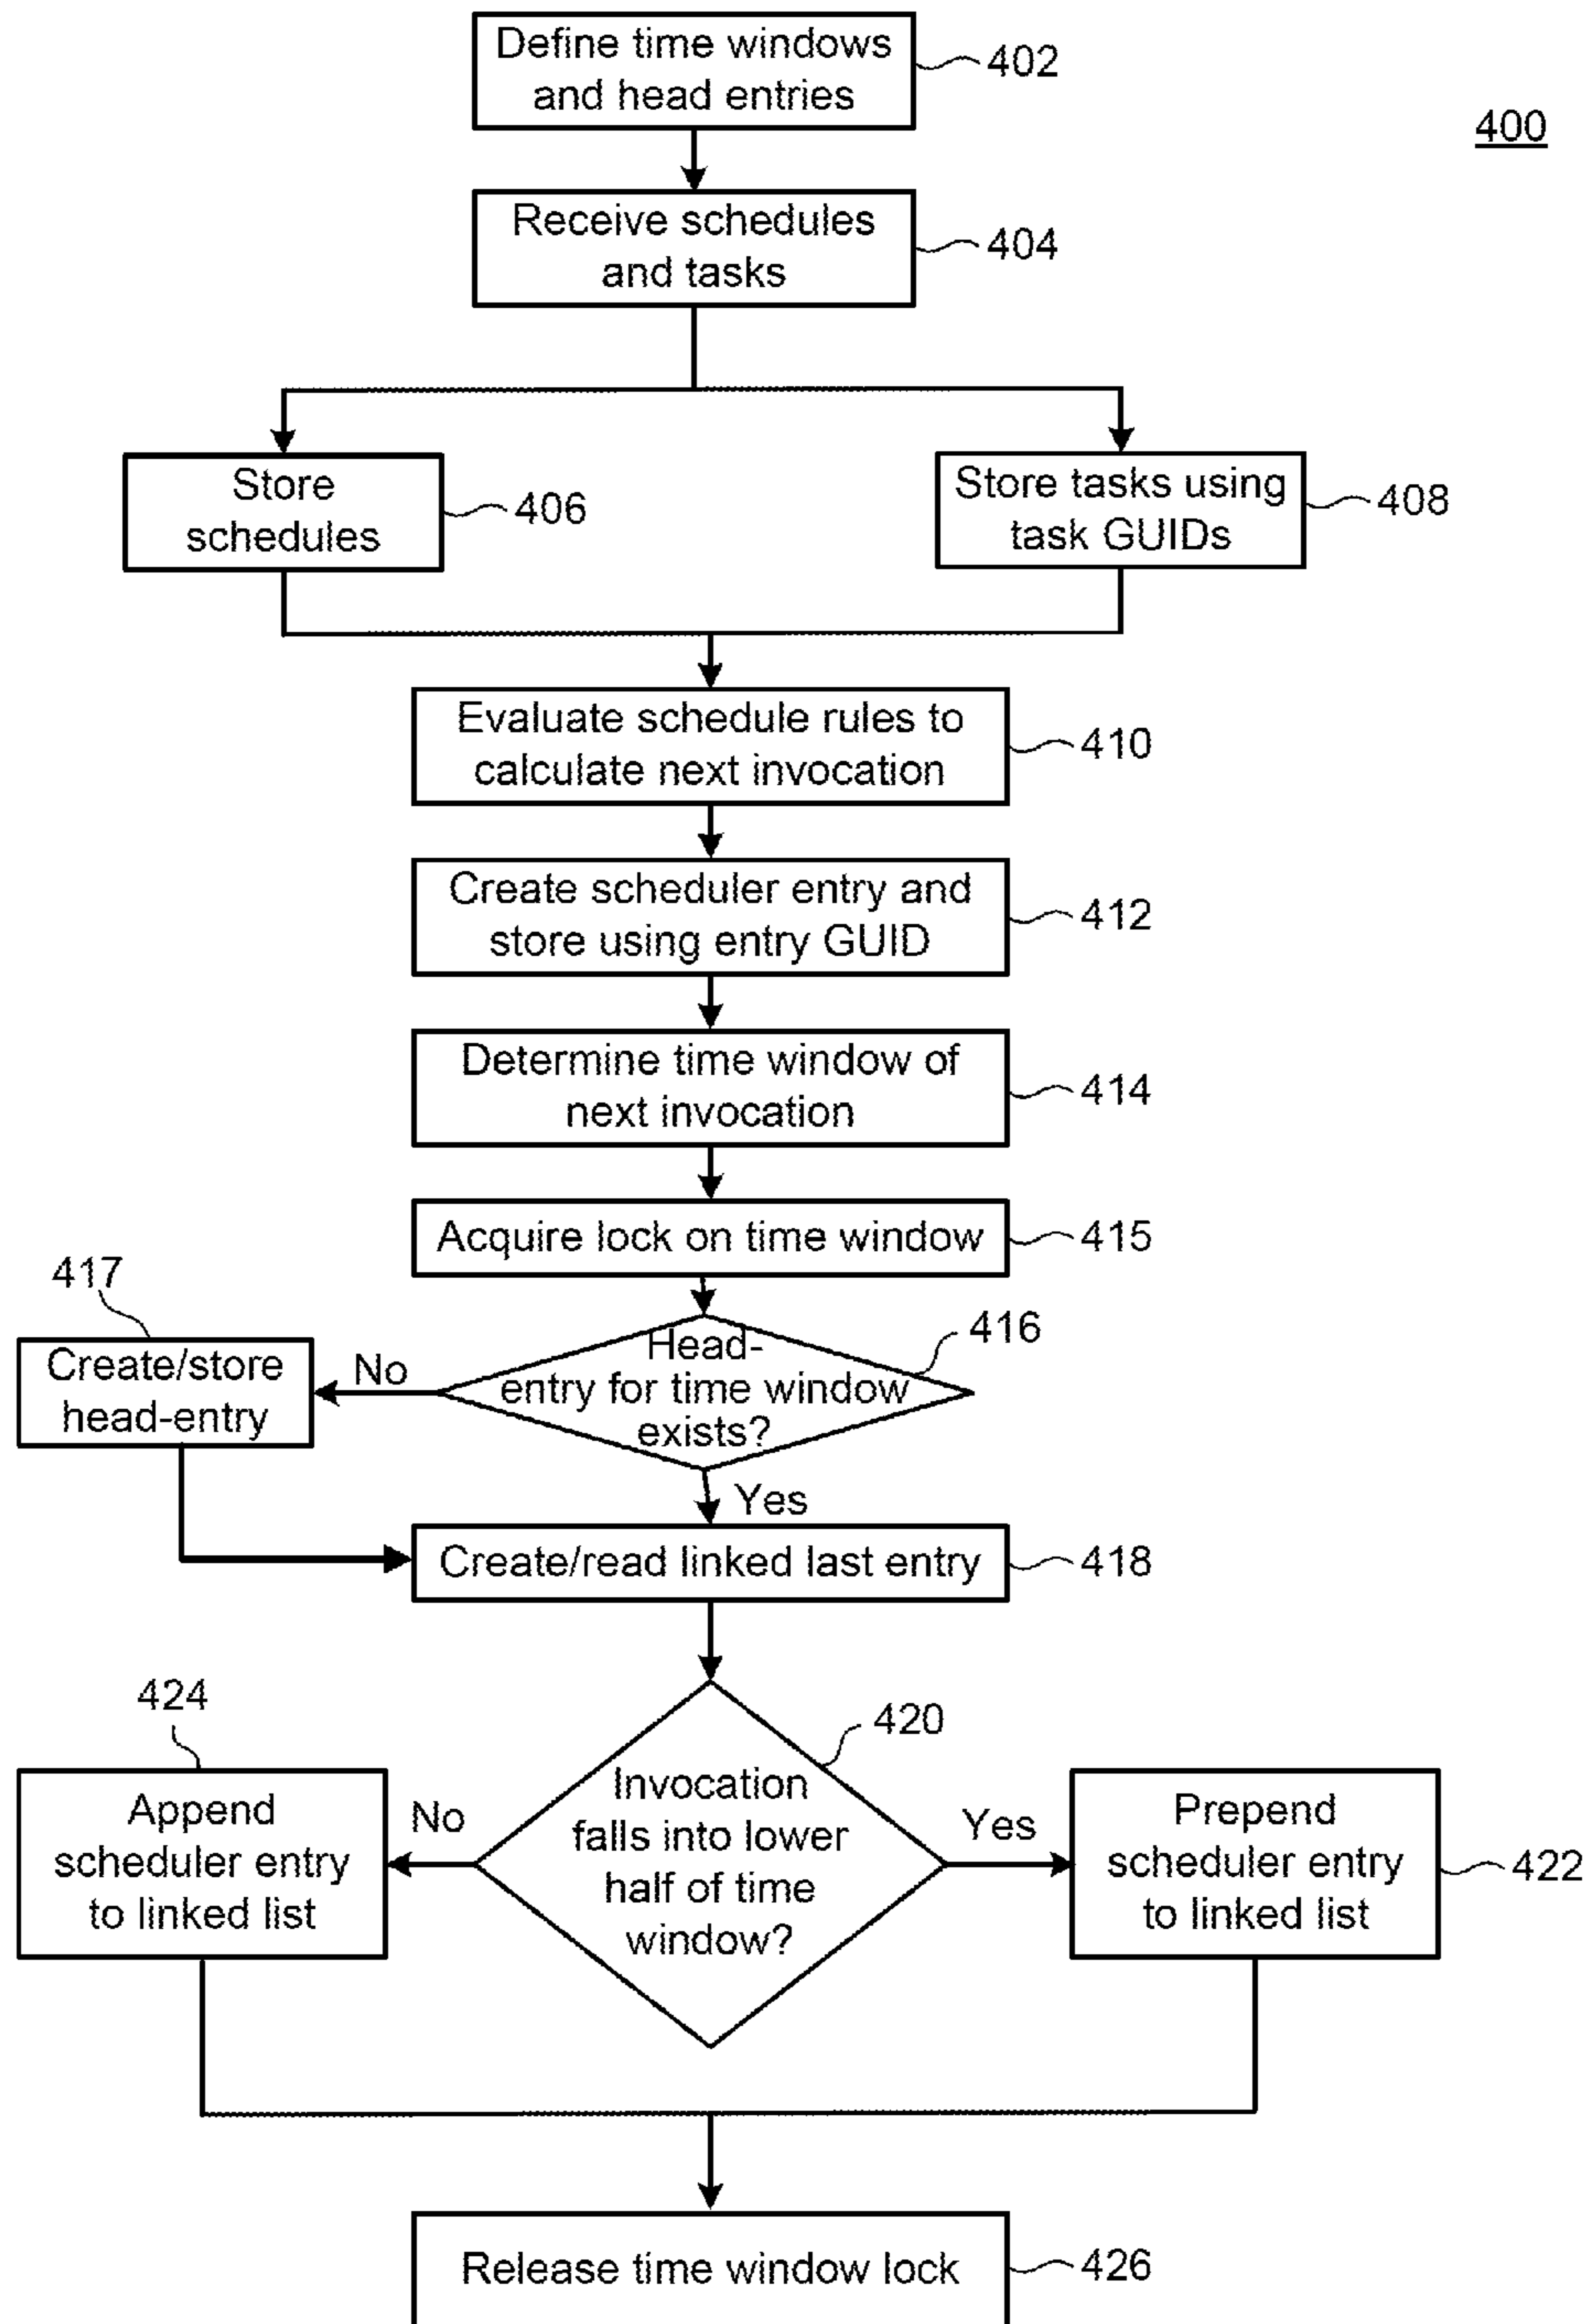 Define time windows
and head entries
402
400
Receive schedules
and tasks
404
Store
schedules
406
Store tasks using
task GUIDs
408
Evaluate schedule rules to
calculate next invocation
410
Create scheduler entry and
store using entry GUID
412
Determine time window of
next invocation
414
Acquire lock on time window
415
417
Create/store
head-entry
No
Head-
entry for time window
exists?
416
Yes
Create/read linked last entry
418
424
Append
scheduler entry
to linked list
No
Invocation
falls into lower
half of time
window?
420
Yes
Prepend
scheduler entry
to linked list
422
Release time window lock
426